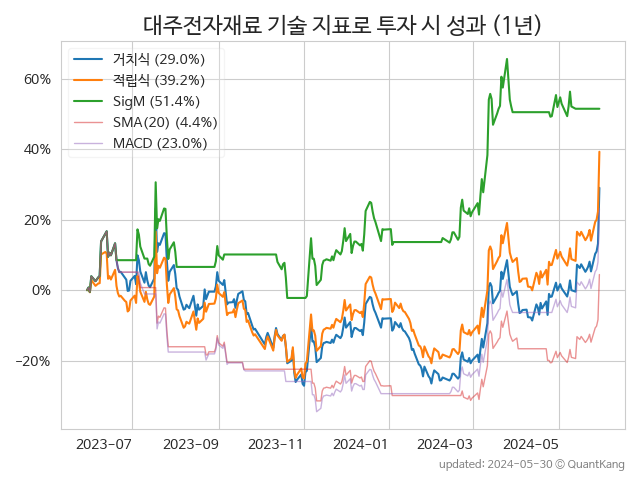 대주전자재료 기술 지표로 투자 시 성과 (1년)
거치식 (29.0%)
적립식 (39.2%)
SigM (51.4%)
SMA(20) (4.4%)
MACD (23.0%)
60%
40%
20%
0%
−20%
2023−07 2023−09 2023−11 2024−01 2024−03 2024−05
updated: 2024−05−30 ⓒ QuantKang